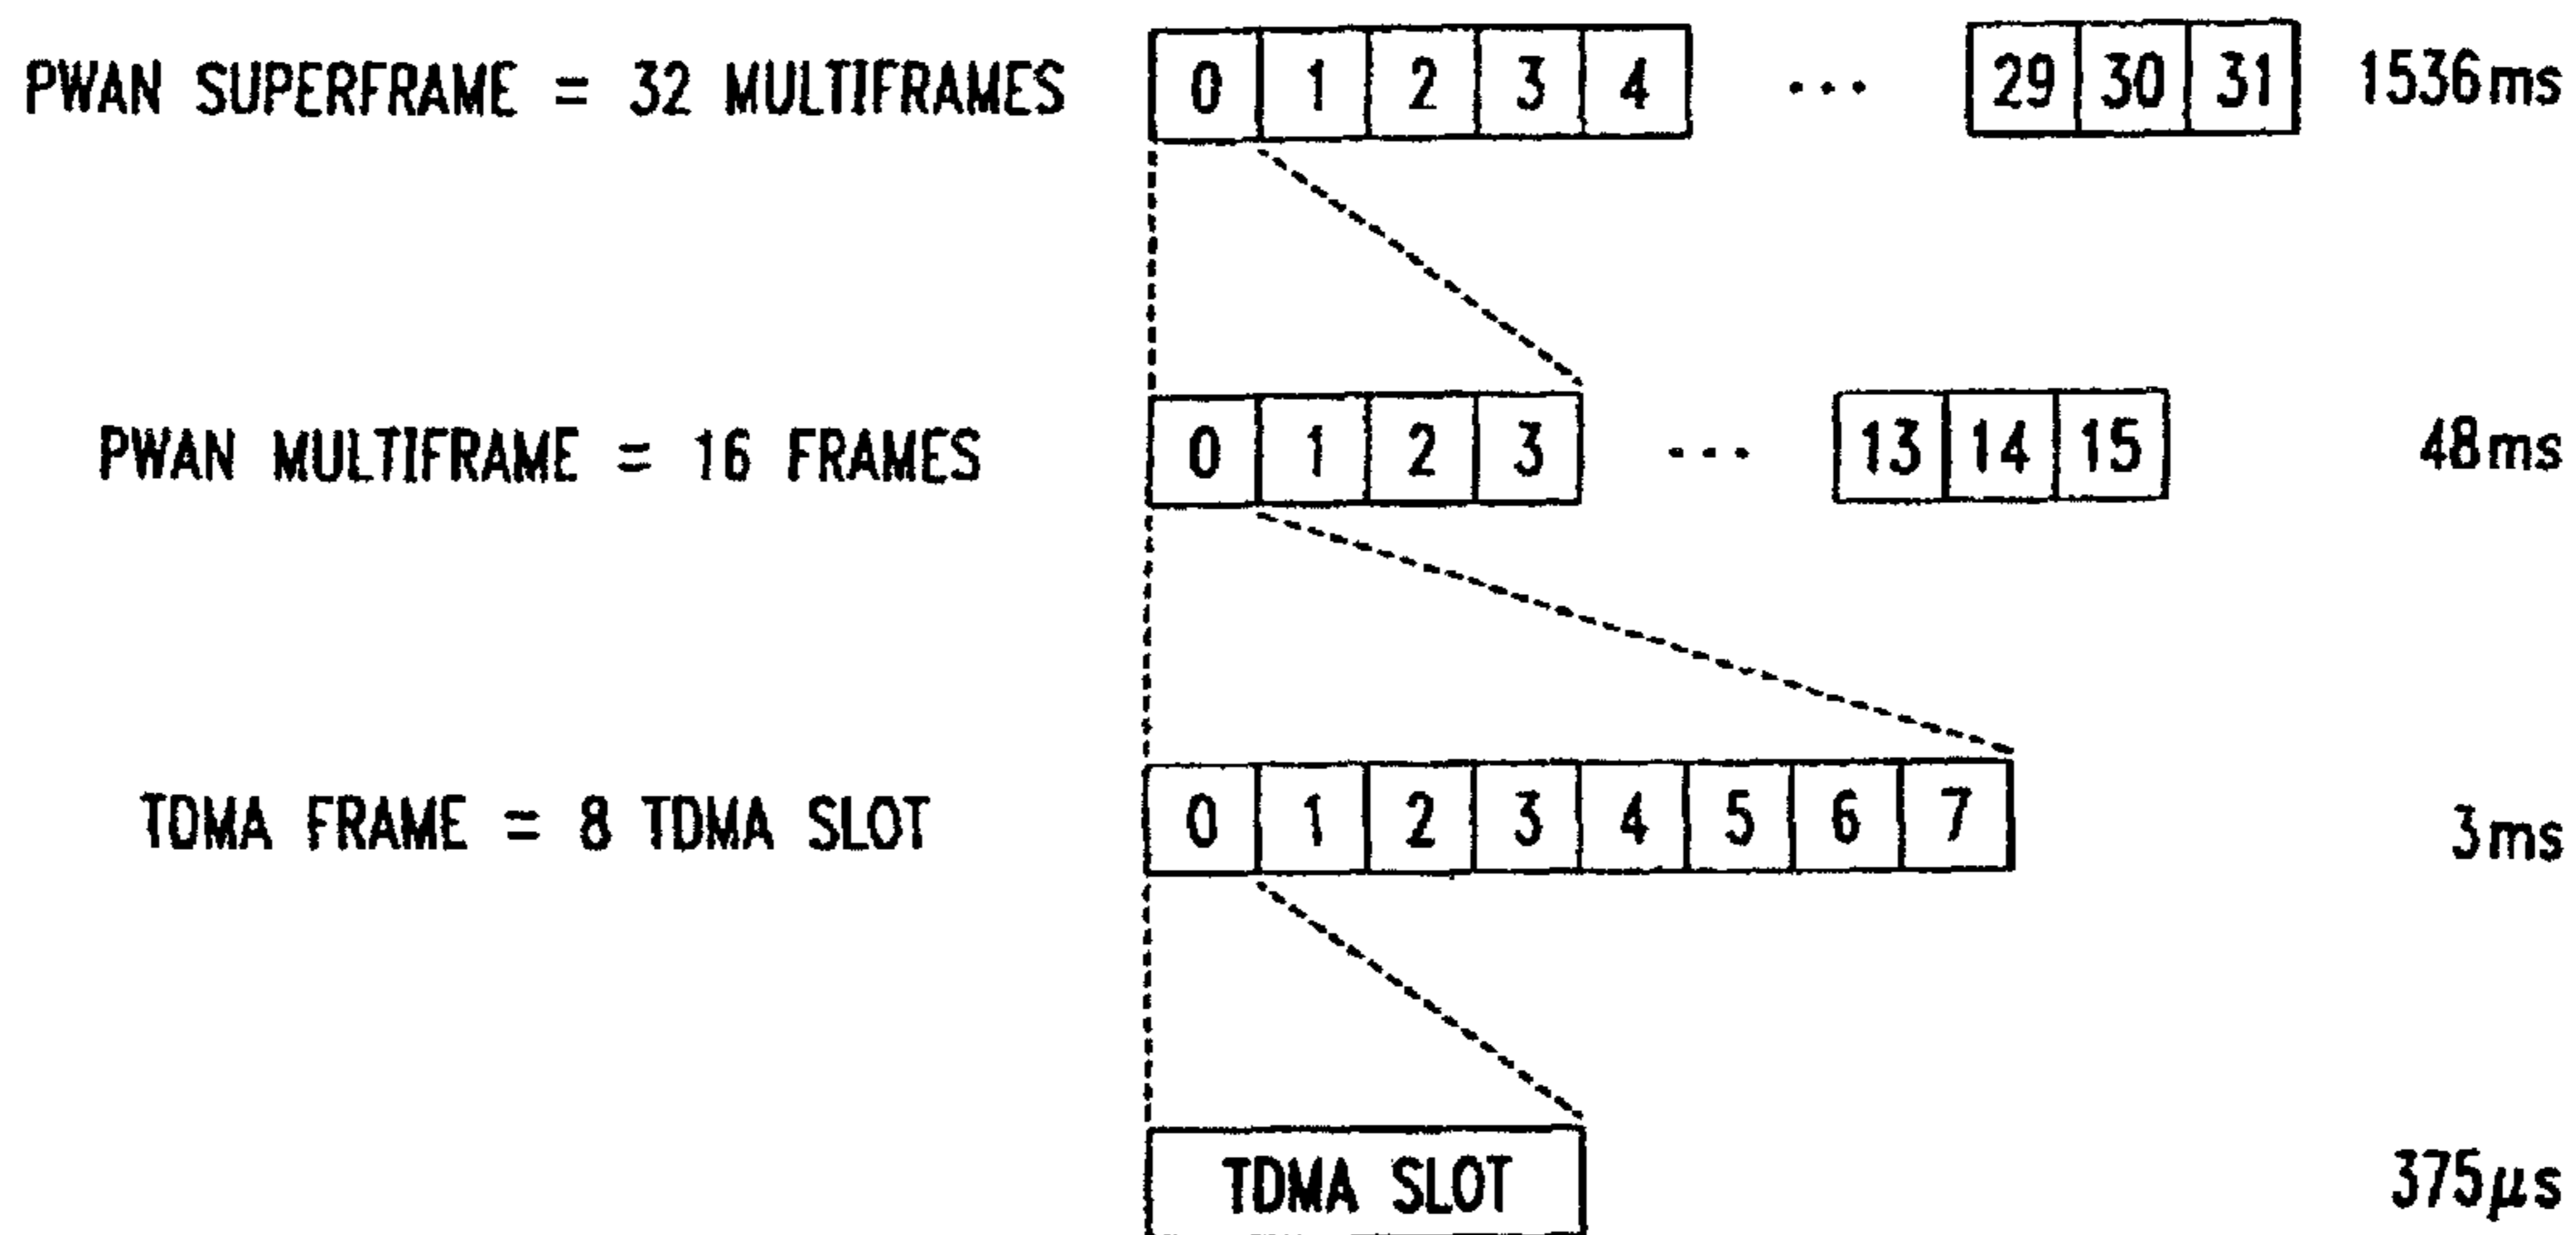 PWAN SUPERFRAME = 32 MULTIFRAMES 0 1 2 3 4 ... 29 30 31 1536ms
PWAN MULTIFRAME = 16 FRAMES 0 1 2 3 ... 13 14 15 48ms
TDMA FRAME = 8 TDMA SLOT 0 1 2 3 4 5 6 7 3ms
TDMA SLOT 375μs